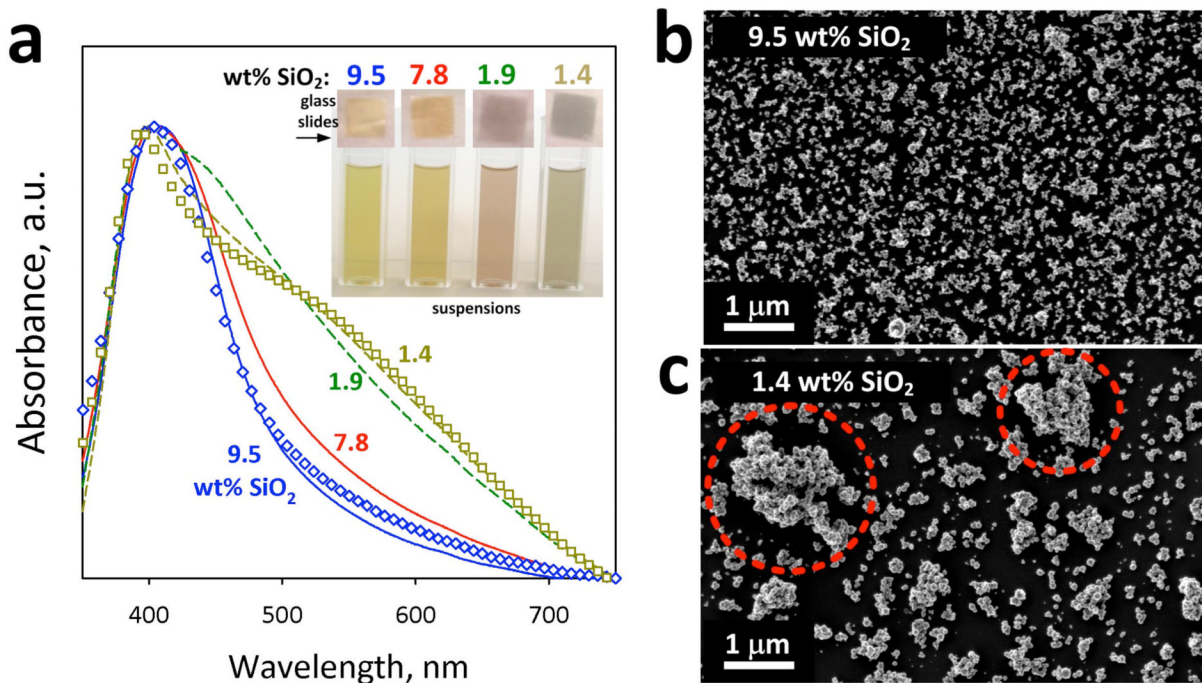 a
wt% SiO₂: 9.5 7.8 1.9 1.4
glass
slides
suspensions
1.4
1.9
7.8
9.5
wt% SiO₂
Absorbance, a.u.
400 500 600 700
Wavelength, nm
b
9.5 wt% SiO₂
1 μm
c
1.4 wt% SiO₂
1 μm